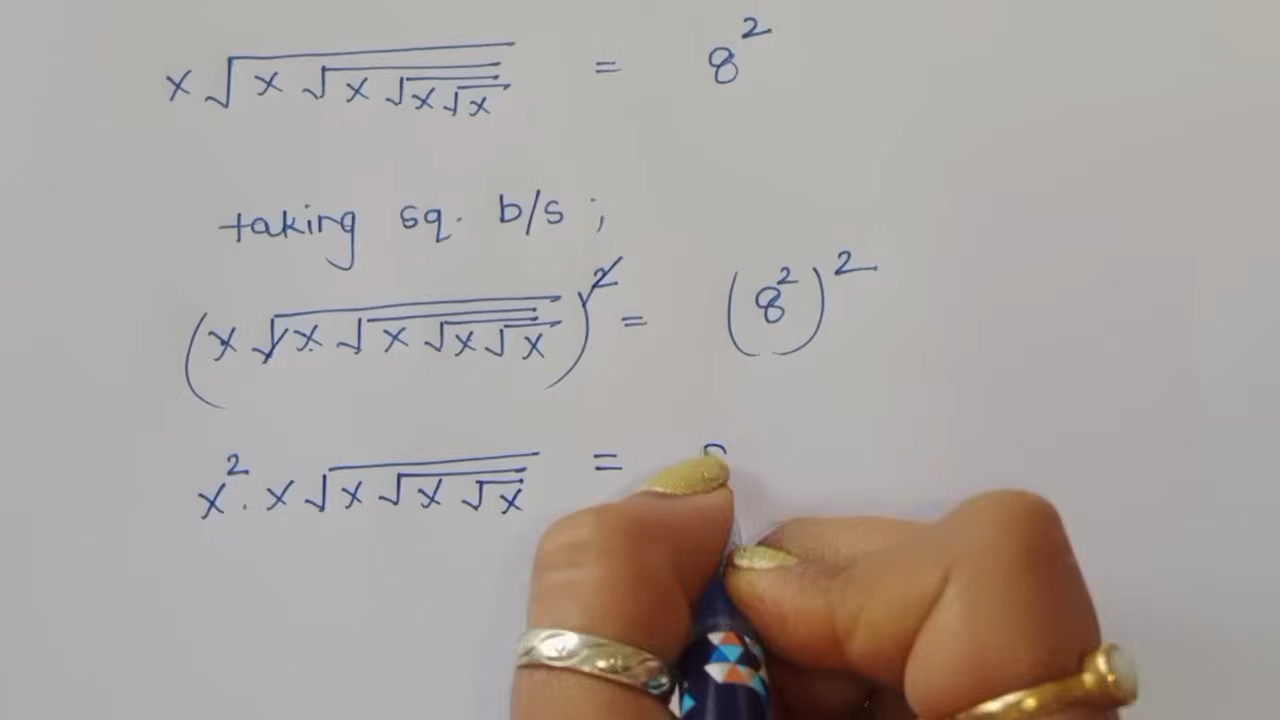 x√x√x√x√x = 8²
taking sq. b/s ;
(x√x√x√x√x)² = (8²)²
x² . x√x√x√x =